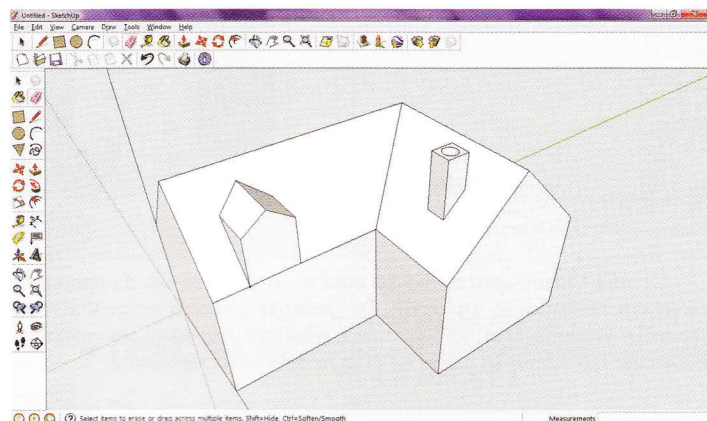 Untitled - SketchUp
File Edit View Camera Draw Tools Window Help
Select items to erase or drag across multiple items. Shift=Hide, Ctrl=Soften/Smooth
Measurements